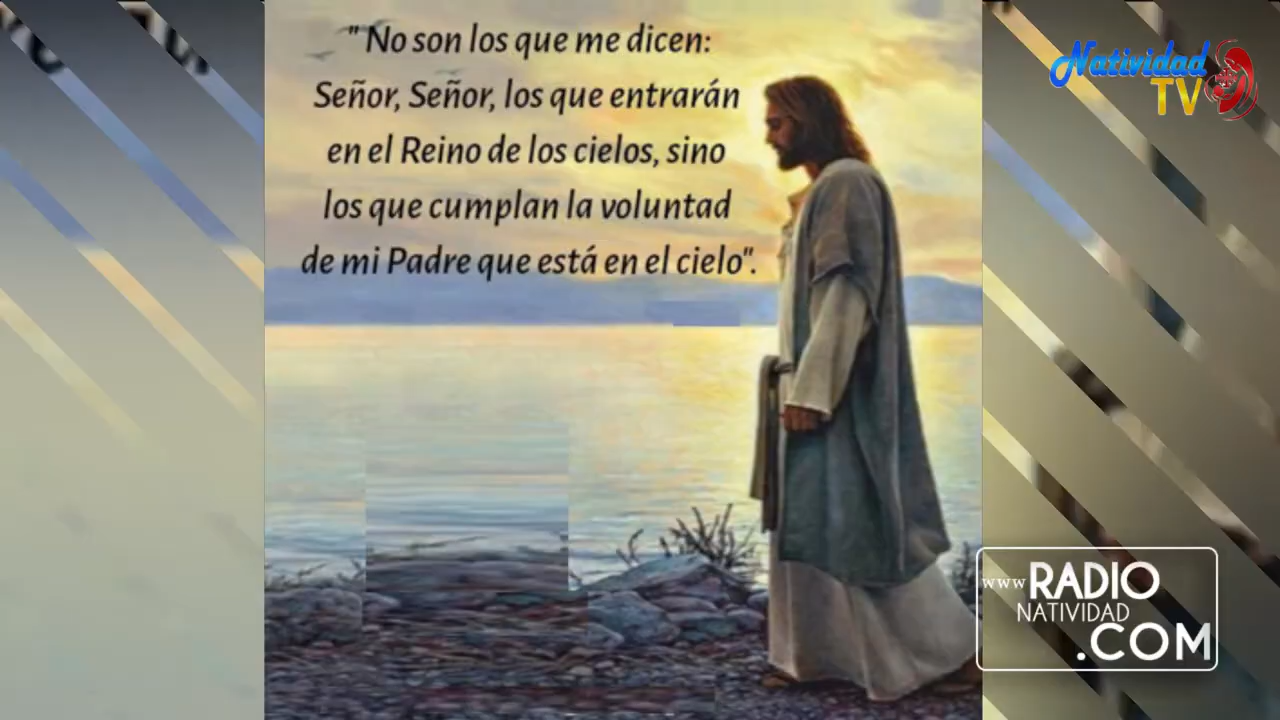 " No son los que me dicen:
Señor, Señor, los que entrarán
en el Reino de los cielos, sino
los que cumplan la voluntad
de mi Padre que está en el cielo".
Natividad
TV
www RADIO
NATIVIDAD
.COM